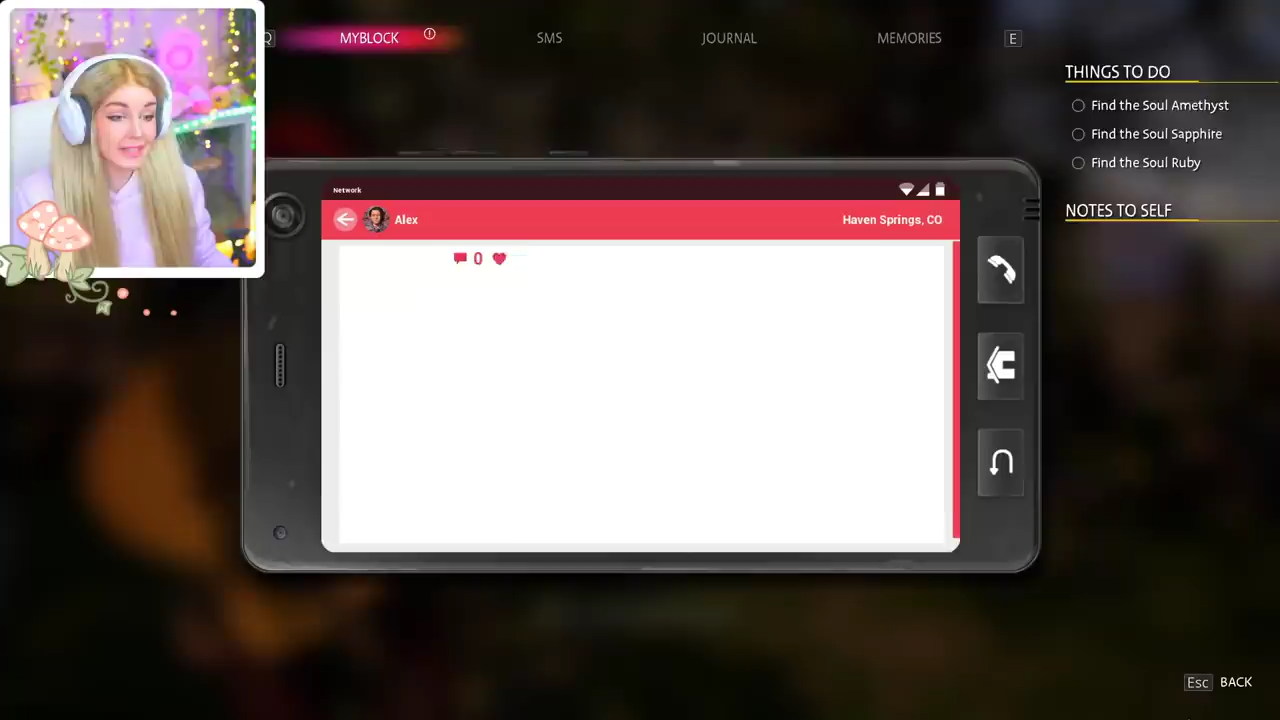 Q
MYBLOCK
SMS
JOURNAL
MEMORIES
E
THINGS TO DO
Find the Soul Amethyst
Find the Soul Sapphire
Find the Soul Ruby
NOTES TO SELF
Network
Alex
Haven Springs, CO
0
Esc BACK